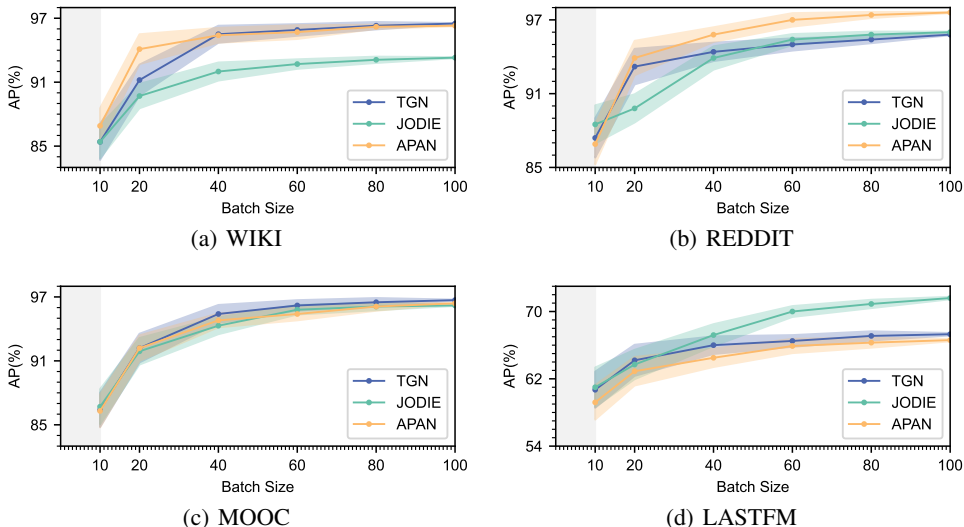 97
91
85
AP(%)
10 20 40 60 80 100
Batch Size
TGN
JODIE
APAN
(a) WIKI
97
91
85
AP(%)
10 20 40 60 80 100
Batch Size
TGN
JODIE
APAN
(b) REDDIT
97
91
85
AP(%)
10 20 40 60 80 100
Batch Size
TGN
JODIE
APAN
(c) MOOC
70
62
54
AP(%)
10 20 40 60 80 100
Batch Size
TGN
JODIE
APAN
(d) LASTFM